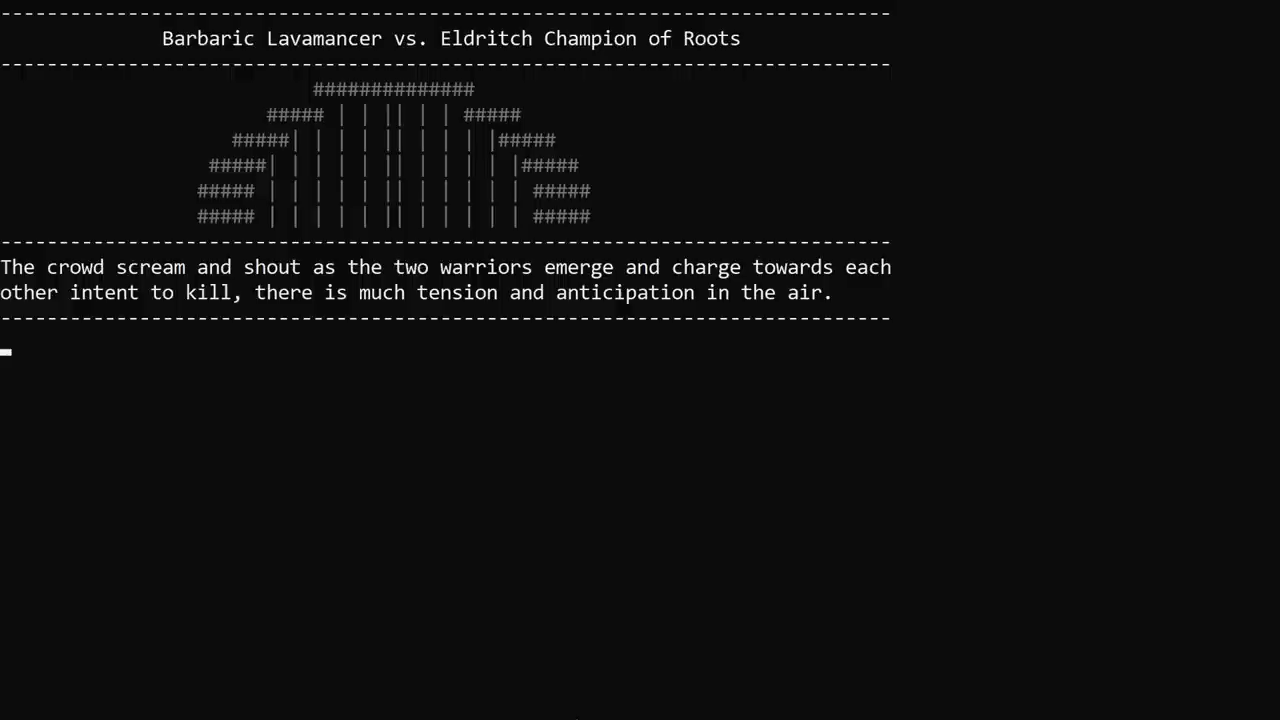 -----------------------------------------------------------------------------
Barbaric Lavamancer vs. Eldritch Champion of Roots
-----------------------------------------------------------------------------
##############
##### | | || | | #####
#####| | | | || | | | |#####
#####| | | | | || | | | | |#####
##### | | | | | || | | | | | #####
##### | | | | | || | | | | | #####
-----------------------------------------------------------------------------
The crowd scream and shout as the two warriors emerge and charge towards each
other intent to kill, there is much tension and anticipation in the air.
-----------------------------------------------------------------------------